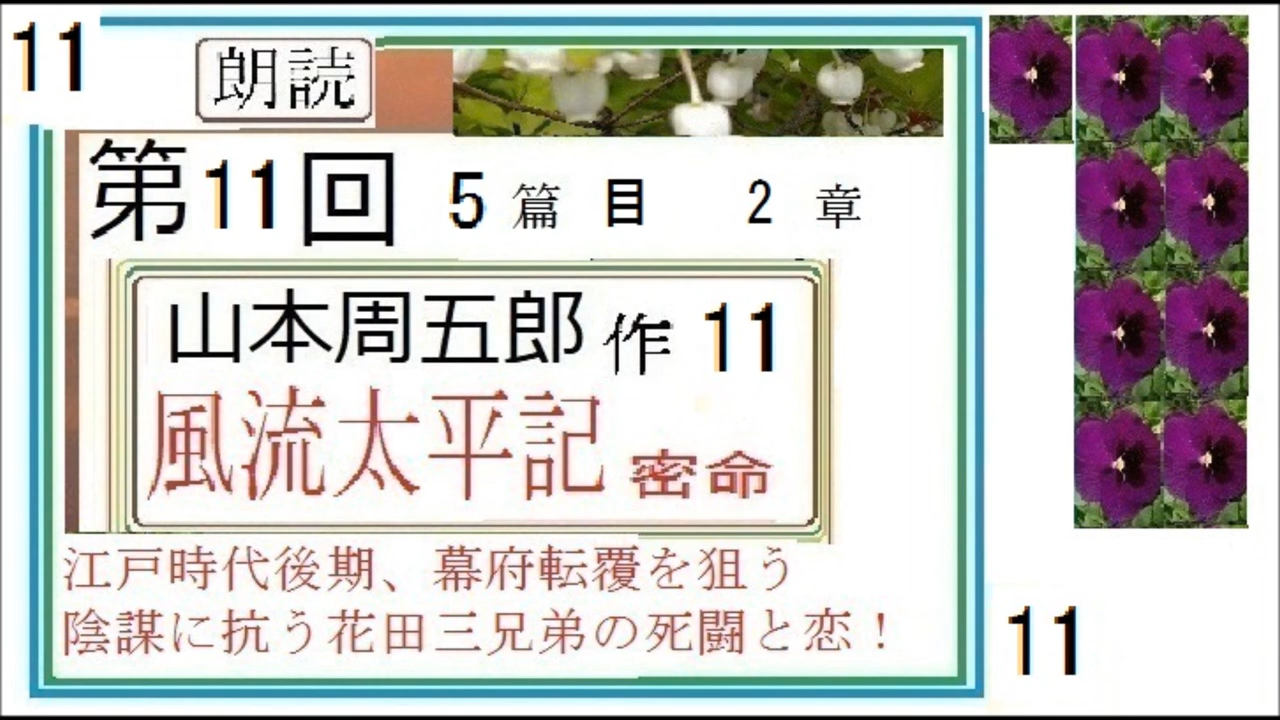 11
朗読
第11回 5篇目 2章
山本周五郎作 11
風流太平記 密命
江戸時代後期、幕府転覆を狙う
陰謀に抗う花田三兄弟の死闘と恋！
11